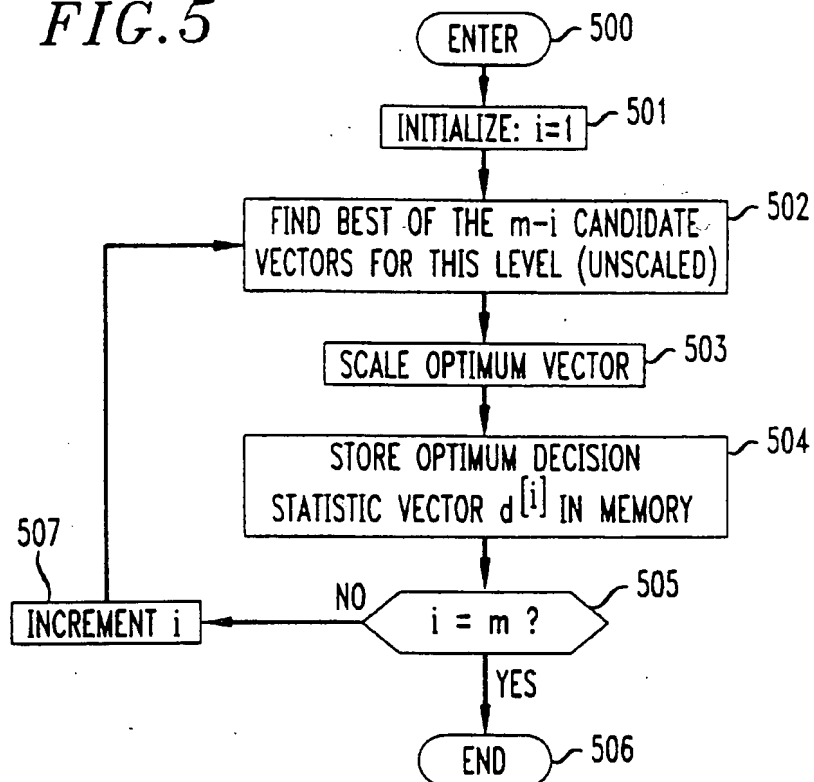 FIG.5
ENTER
500
INITIALIZE: i=1
501
FIND BEST OF THE m-i CANDIDATE
VECTORS FOR THIS LEVEL (UNSCALED)
502
SCALE OPTIMUM VECTOR
503
STORE OPTIMUM DECISION
STATISTIC VECTOR d[i] IN MEMORY
504
i = m ?
505
NO
507
INCREMENT i
YES
END
506